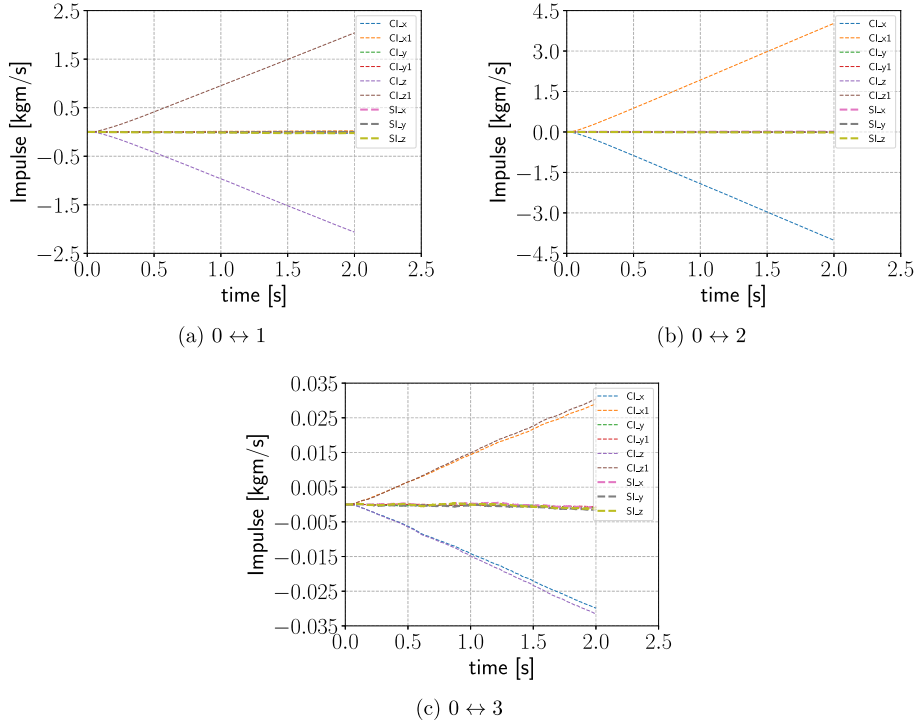 2.5
1.5
0.5
−0.5
−1.5
−2.5
Impulse [kgm/s]
0.0 0.5 1.0 1.5 2.0 2.5
time [s]
CI_x
CI_x1
CI_y
CI_y1
CI_z
CI_z1
SI_x
SI_y
SI_z
(a) 0 ↔ 1
4.5
3.0
1.5
0.0
−1.5
−3.0
−4.5
Impulse [kgm/s]
0.0 0.5 1.0 1.5 2.0 2.5
time [s]
CI_x
CI_x1
CI_y
CI_y1
CI_z
CI_z1
SI_x
SI_y
SI_z
(b) 0 ↔ 2
0.035
0.025
0.015
0.005
−0.005
−0.015
−0.025
−0.035
Impulse [kgm/s]
0.0 0.5 1.0 1.5 2.0 2.5
time [s]
CI_x
CI_x1
CI_y
CI_y1
CI_z
CI_z1
SI_x
SI_y
SI_z
(c) 0 ↔ 3